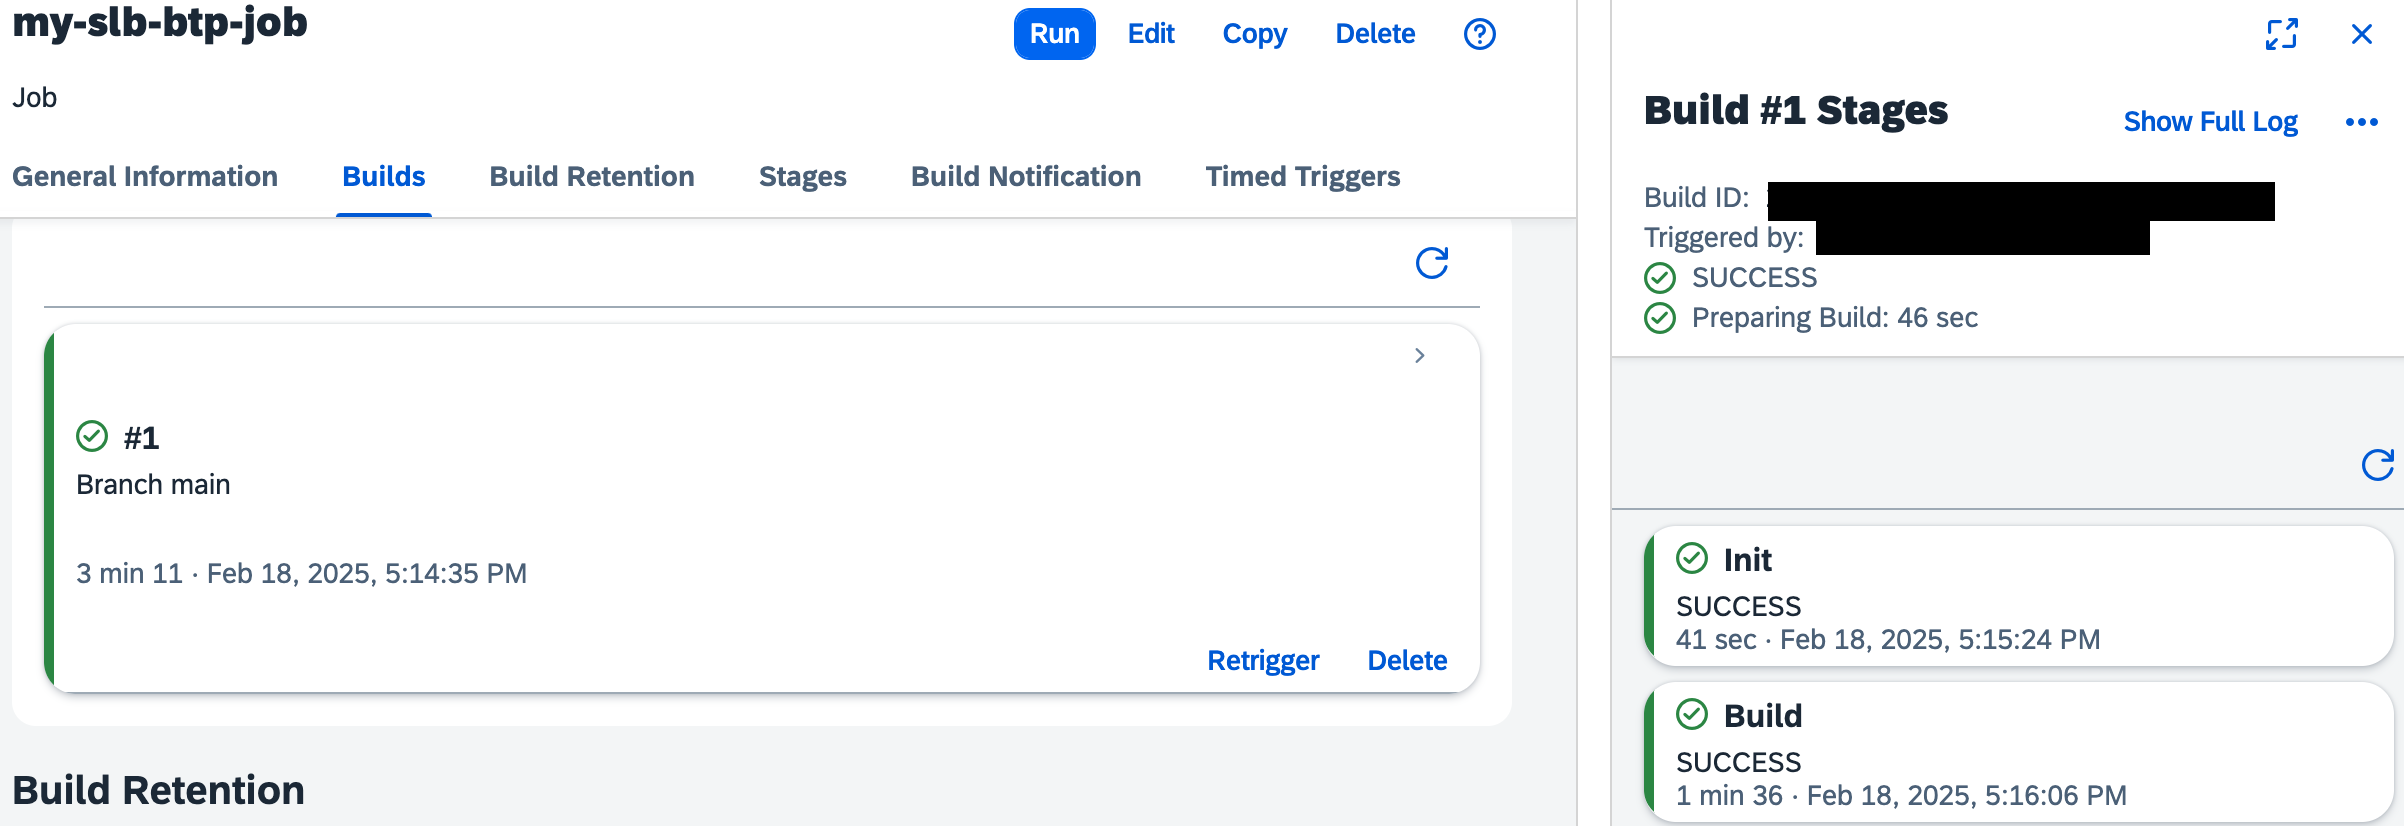 my-slb-btp-job
Run Edit Copy Delete
Job
General Information Builds Build Retention Stages Build Notification Timed Triggers
#1
Branch main
3 min 11 · Feb 18, 2025, 5:14:35 PM
Retrigger Delete
Build Retention
Build #1 Stages
Show Full Log
Build ID:
Triggered by:
SUCCESS
Preparing Build: 46 sec
Init
SUCCESS
41 sec · Feb 18, 2025, 5:15:24 PM
Build
SUCCESS
1 min 36 · Feb 18, 2025, 5:16:06 PM